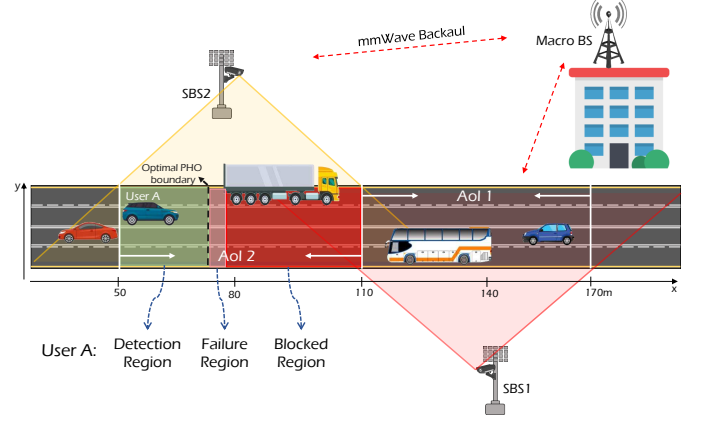 mmWave Backaul
Macro BS
SBS2
Optimal PHO
boundary
y
User A
AoI 1
AoI 2
50
80
110
140
170m
x
User A:
Detection
Region
Failure
Region
Blocked
Region
SBS1